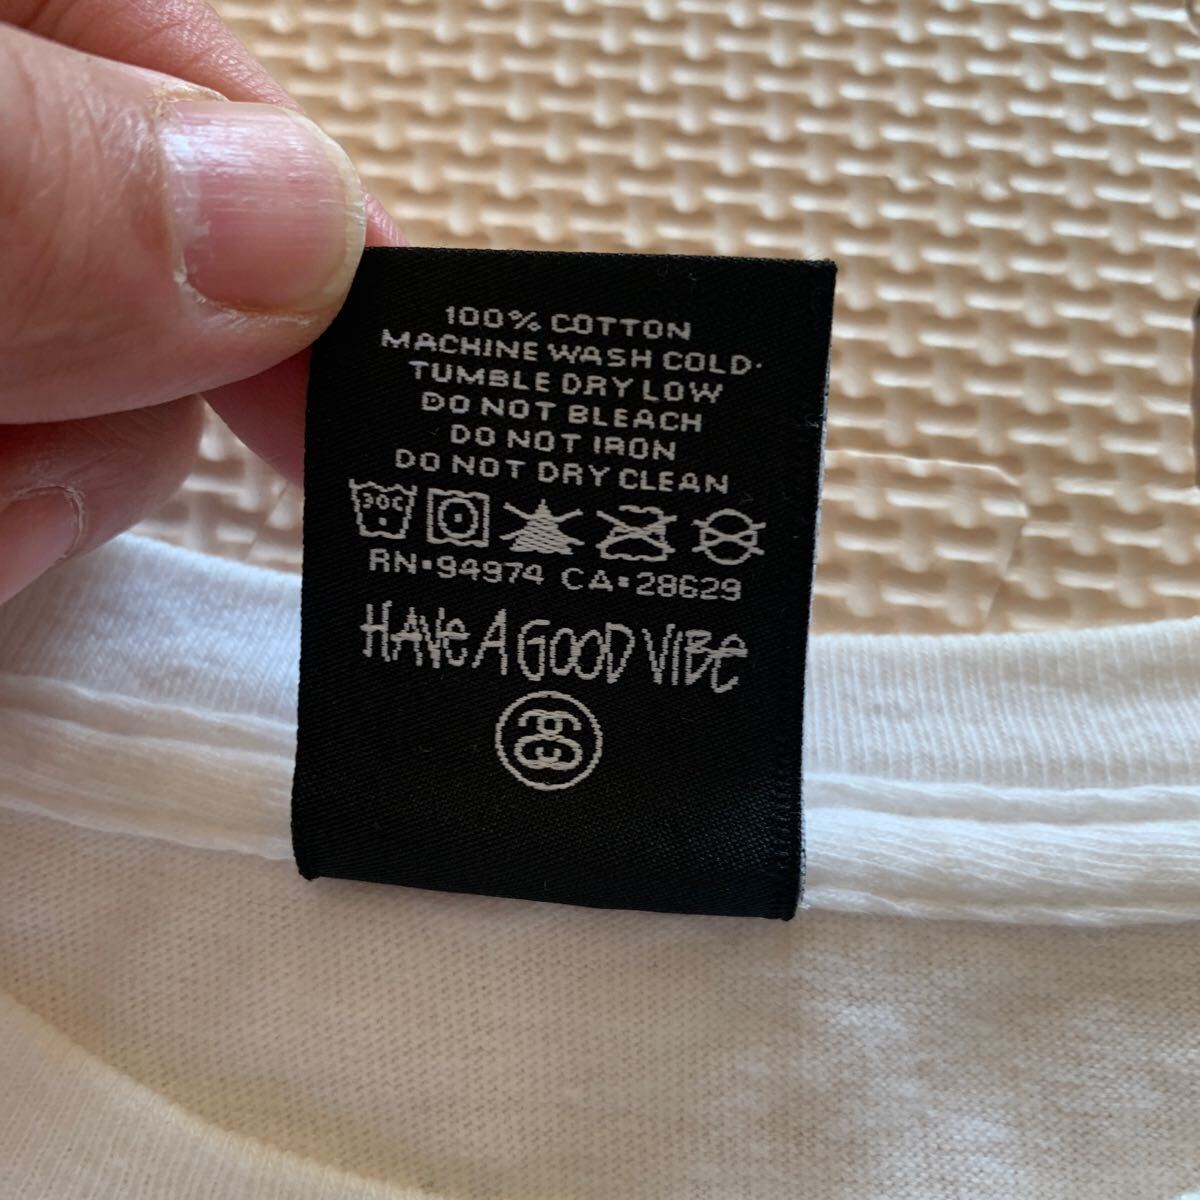 100% COTTON
MACHINE WASH COLD·
TUMBLE DRY LOW
DO NOT BLEACH
DO NOT IRON
DO NOT DRY CLEAN
30C
RN·94974 CA:28629
HAVE A GOOD VIBE